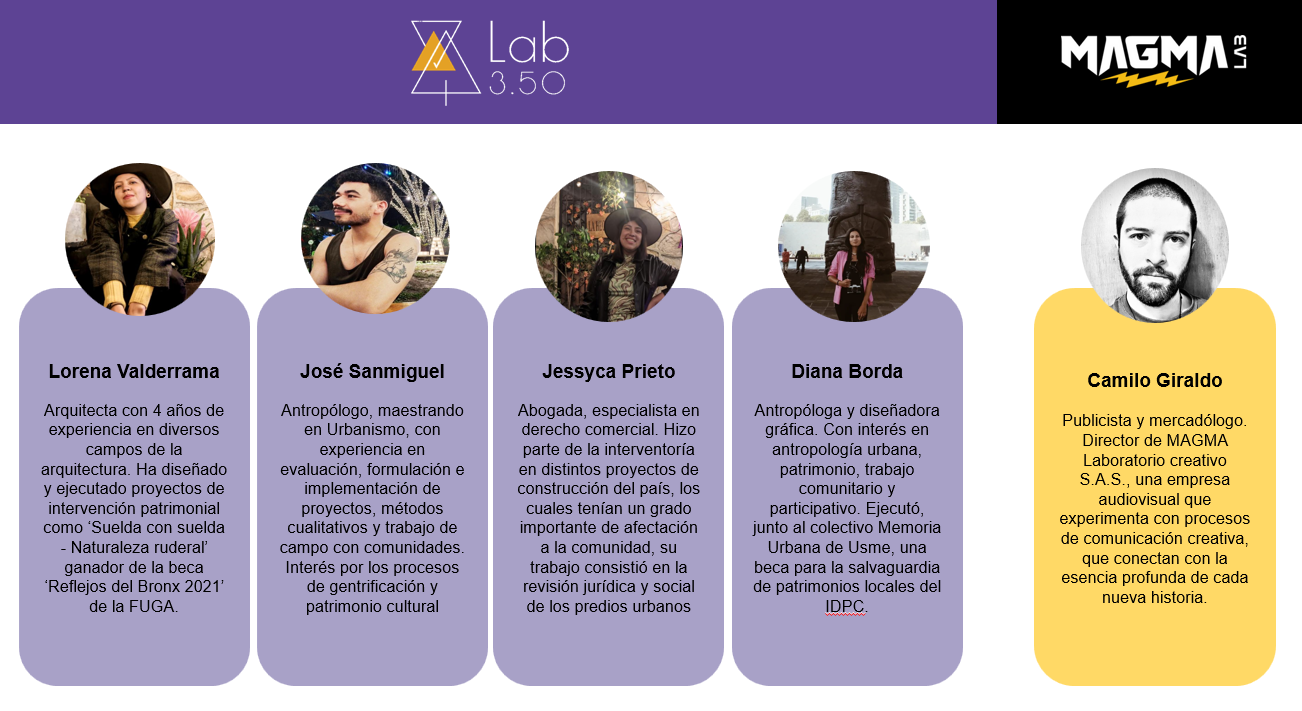 Lab
3.50
MAGMA LAB
Lorena Valderrama
Arquitecta con 4 años de
experiencia en diversos
campos de la
arquitectura. Ha diseñado
y ejecutado proyectos de
intervención patrimonial
como ‘Suelda con suelda
- Naturaleza ruderal’
ganador de la beca
‘Reflejos del Bronx 2021’
de la FUGA.
José Sanmiguel
Antropólogo, maestrando
en Urbanismo, con
experiencia en
evaluación, formulación e
implementación de
proyectos, métodos
cualitativos y trabajo de
campo con comunidades.
Interés por los procesos
de gentrificación y
patrimonio cultural
Jessyca Prieto
Abogada, especialista en
derecho comercial. Hizo
parte de la interventoría
en distintos proyectos de
construcción del país, los
cuales tenían un grado
importante de afectación
a la comunidad, su
trabajo consistió en la
revisión jurídica y social
de los predios urbanos
Diana Borda
Antropóloga y diseñadora
gráfica. Con interés en
antropología urbana,
patrimonio, trabajo
comunitario y
participativo. Ejecutó,
junto al colectivo Memoria
Urbana de Usme, una
beca para la salvaguardia
de patrimonios locales del
IDPC.
Camilo Giraldo
Publicista y mercadólogo.
Director de MAGMA
Laboratorio creativo
S.A.S., una empresa
audiovisual que
experimenta con procesos
de comunicación creativa,
que conectan con la
esencia profunda de cada
nueva historia.